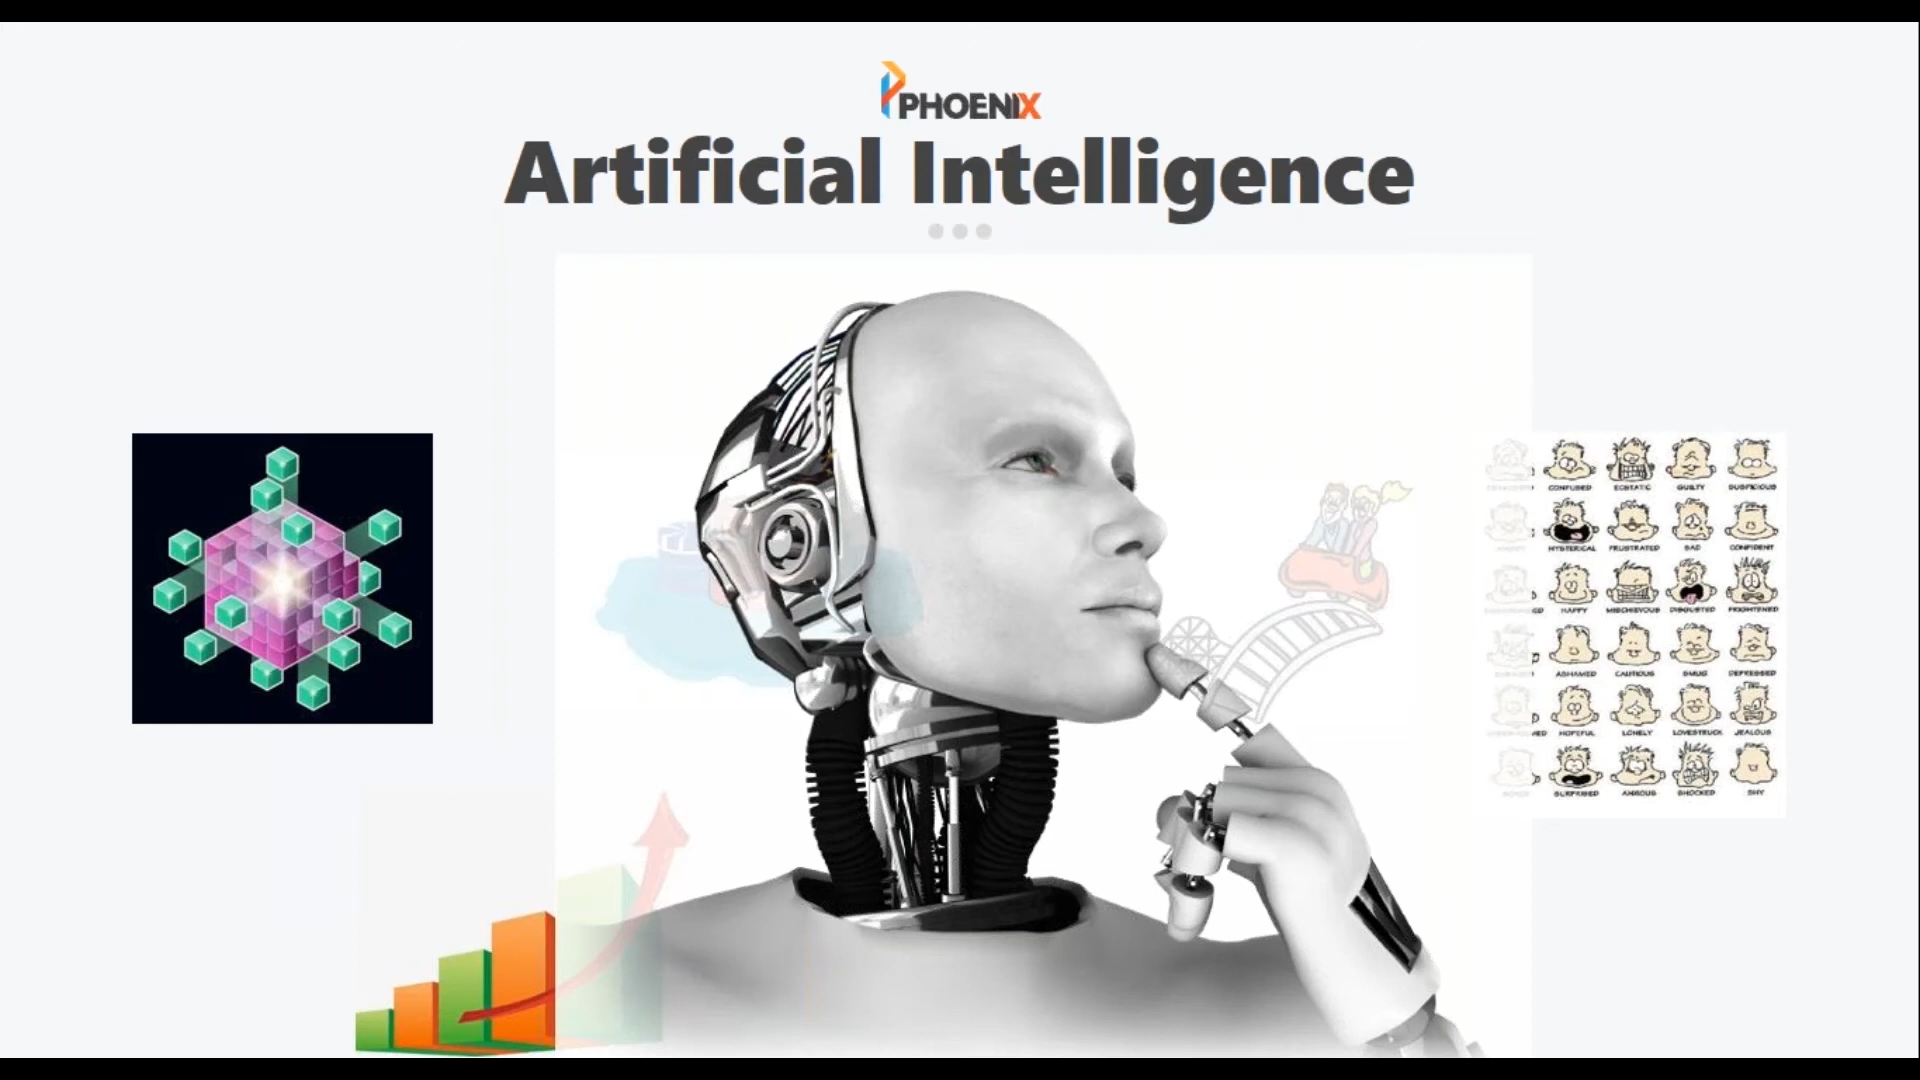 PHOENIX
Artificial Intelligence
CONFUSED ECSTATIC GUILTY SUSPICIOUS
HYSTERICAL FRUSTRATED SAD CONFIDENT
HAPPY MISCHIEVOUS DISGUSTED FRIGHTENED
ASHAMED CAUTIOUS SMUG DEPRESSED
HOPEFUL LONELY LOVESTRUCK JEALOUS
SURPRISED ANXIOUS SHOCKED SHY